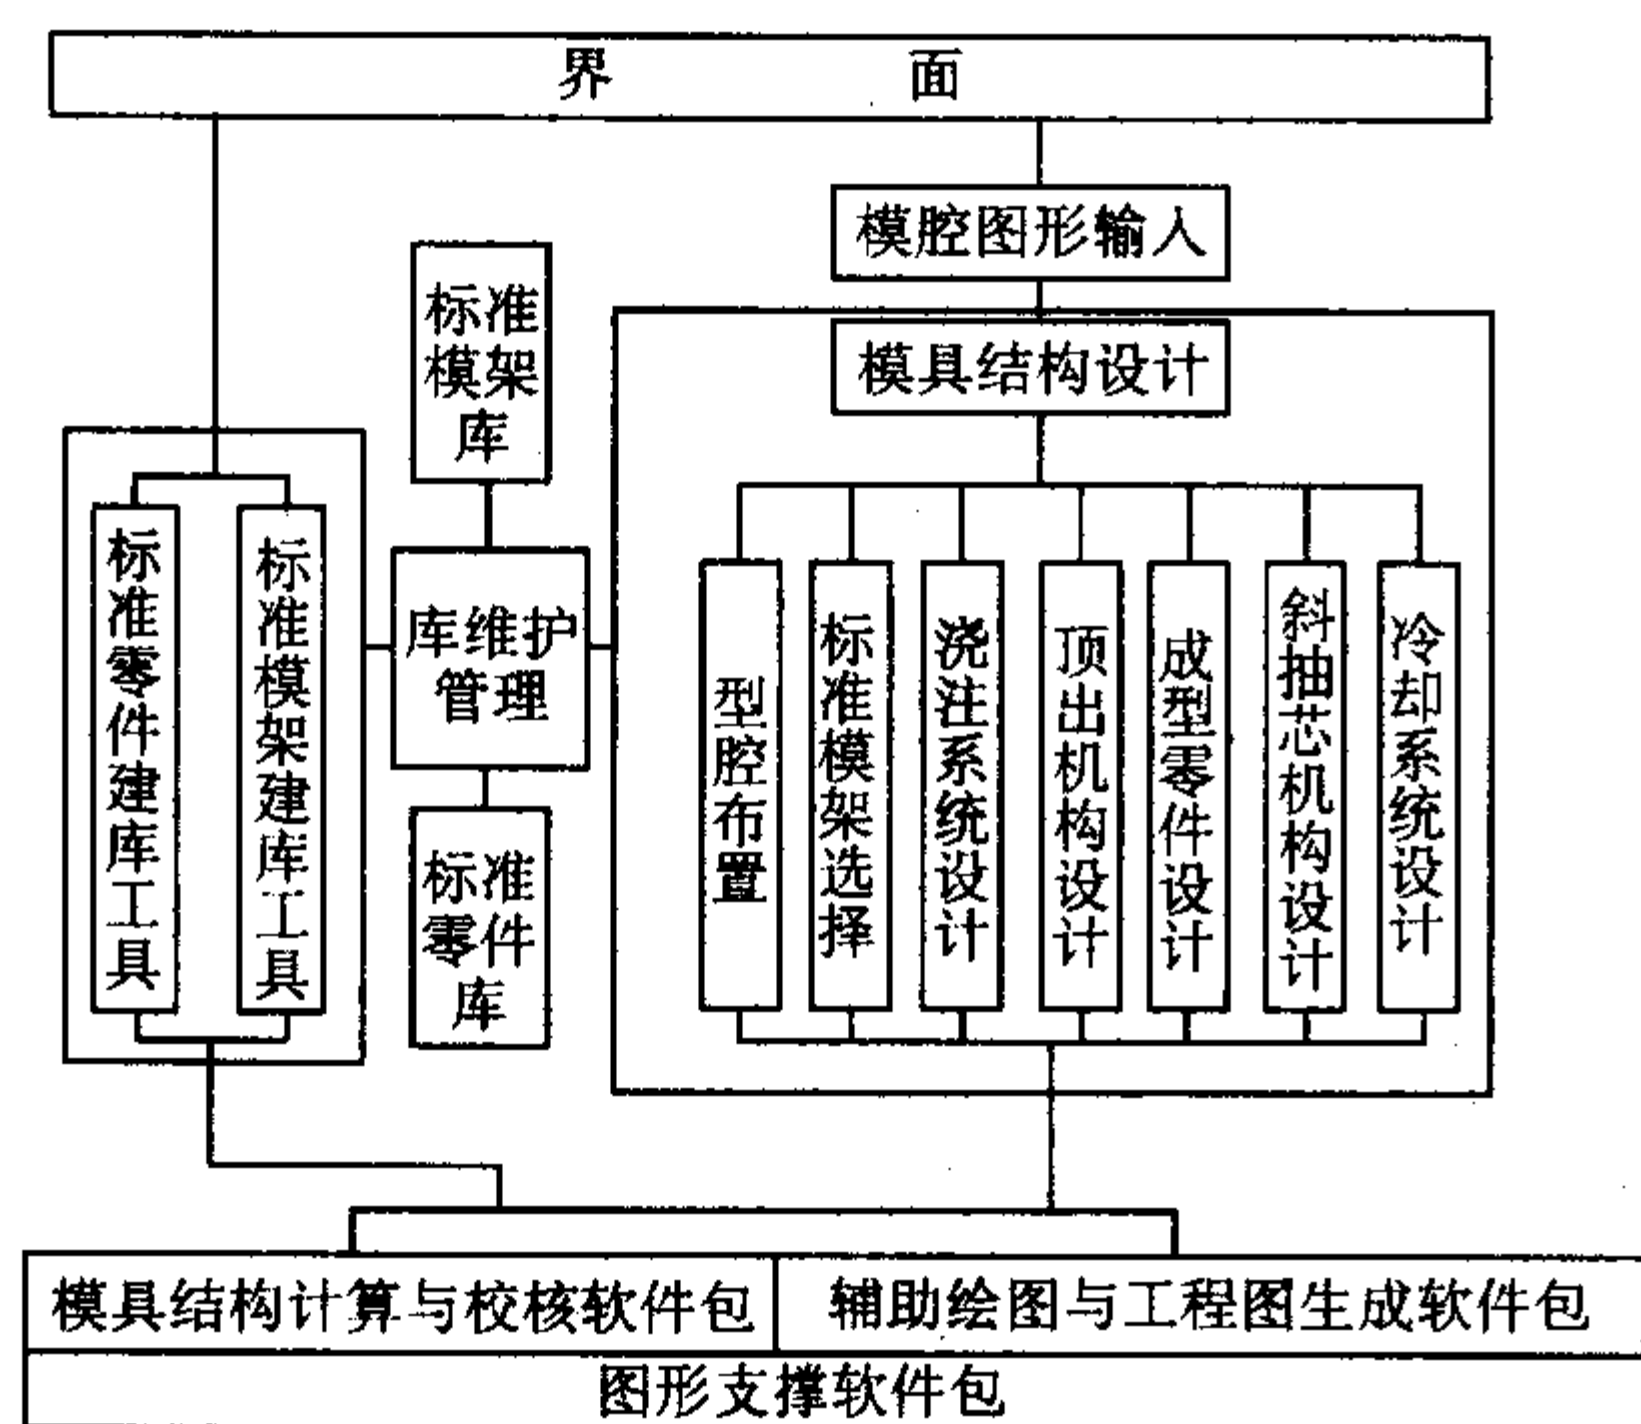 界 面
模腔图形输入
标准
模架
库
模具结构设计
标准零件建库工具
标准模架建库工具
库维护
管理
标准
零件
库
型腔布置
标准模架选择
浇注系统设计
顶出机构设计
成型零件设计
斜抽芯机构设计
冷却系统设计
模具结构计算与校核软件包
辅助绘图与工程图生成软件包
图形支撑软件包